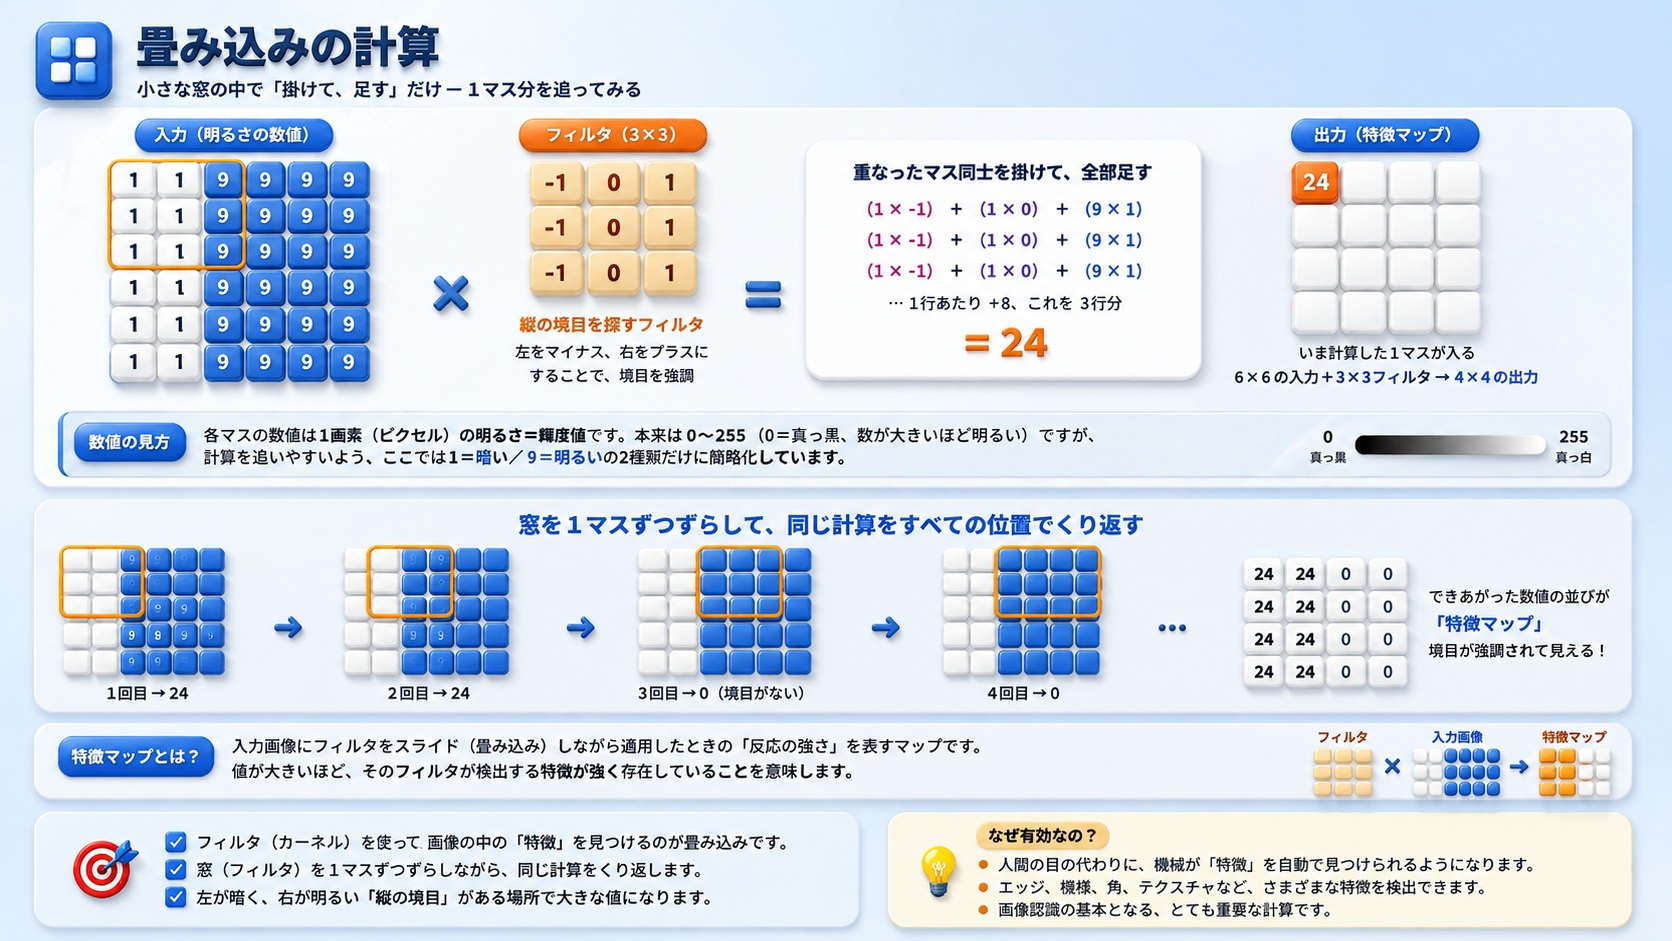 畳み込みの計算
小さな窓の中で「掛けて、足す」だけ — 1マス分を追ってみる
入力（明るさの数値）
1 1 9 9 9 9
1 1 9 9 9 9
1 1 9 9 9 9
1 1 9 9 9 9
1 1 9 9 9 9
1 1 9 9 9 9
×
フィルタ（3×3）
-1 0 1
-1 0 1
-1 0 1
縦の境目を探すフィルタ
左をマイナス、右をプラスに
することで、境目を強調
=
重なったマス同士を掛けて、全部足す
(1 × -1) + (1 × 0) + (9 × 1)
(1 × -1) + (1 × 0) + (9 × 1)
(1 × -1) + (1 × 0) + (9 × 1)
… 1行あたり +8、これを 3行分
= 24
出力（特徴マップ）
24
いま計算した1マスが入る
6×6の入力＋3×3フィルタ → 4×4の出力
数値の見方
各マスの数値は1画素（ピクセル）の明るさ＝輝度値です。本来は 0〜255（0＝真っ黒、数が大きいほど明るい）ですが、
計算を追いやすいよう、ここでは1＝暗い／9＝明るいの2種類だけに簡略化しています。
0
真っ黒
255
真っ白
窓を1マスずつずらして、同じ計算をすべての位置でくり返す
1回目 → 24
2回目 → 24
3回目 → 0（境目がない）
4回目 → 0
…
24 24 0 0
24 24 0 0
24 24 0 0
24 24 0 0
できあがった数値の並びが
「特徴マップ」
境目が強調されて見える！
特徴マップとは？
入力画像にフィルタをスライド（畳み込み）しながら適用したときの「反応の強さ」を表すマップです。
値が大きいほど、そのフィルタが検出する特徴が強く存在していることを意味します。
フィルタ
×
入力画像
→
特徴マップ
フィルタ（カーネル）を使って、画像の中の「特徴」を見つけるのが畳み込みです。
窓（フィルタ）を1マスずつずらしながら、同じ計算をくり返します。
左が暗く、右が明るい「縦の境目」がある場所で大きな値になります。
なぜ有効なの？
人間の目の代わりに、機械が「特徴」を自動で見つけられるようになります。
エッジ、機様、角、テクスチャなど、さまざまな特徴を検出できます。
画像認識の基本となる、とても重要な計算です。